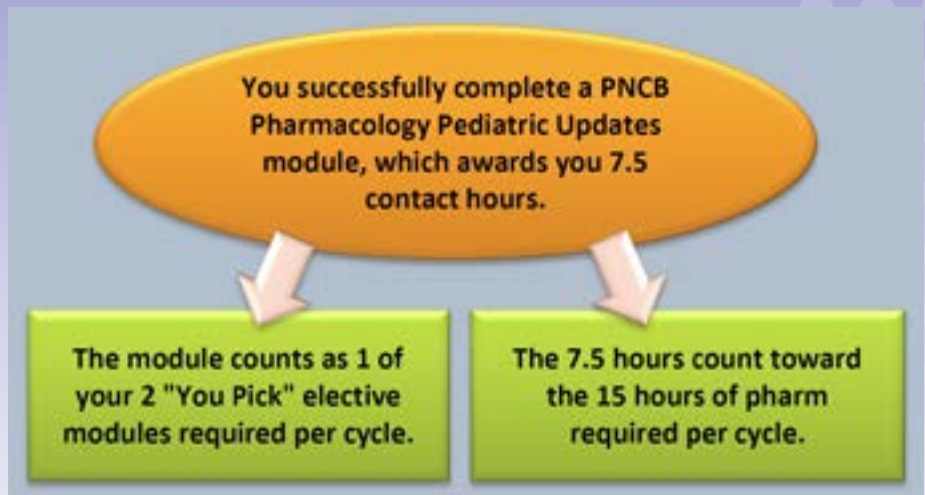 You successfully complete a PNCB
Pharmacology Pediatric Updates
module, which awards you 7.5
contact hours.
The module counts as 1 of
your 2 "You Pick" elective
modules required per cycle.
The 7.5 hours count toward
the 15 hours of pharm
required per cycle.